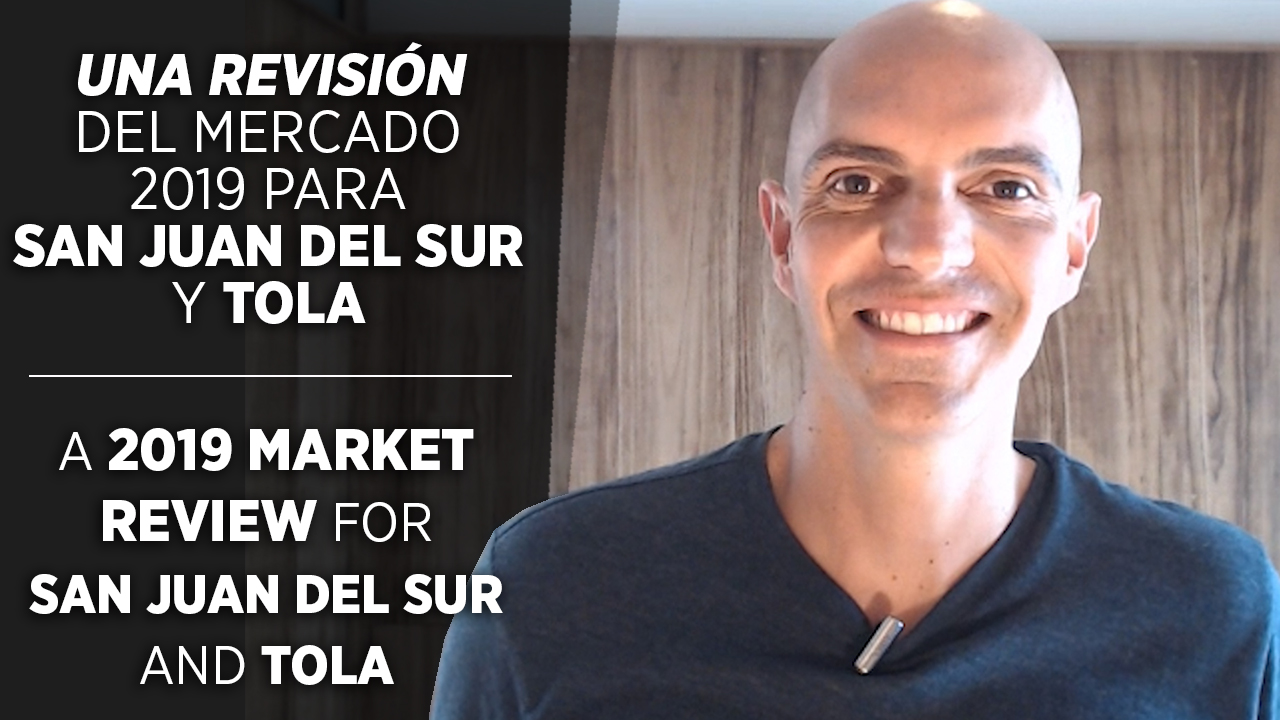 UNA REVISIÓN
DEL MERCADO
2019 PARA
SAN JUAN DEL SUR
Y TOLA
A 2019 MARKET
REVIEW FOR
SAN JUAN DEL SUR
AND TOLA